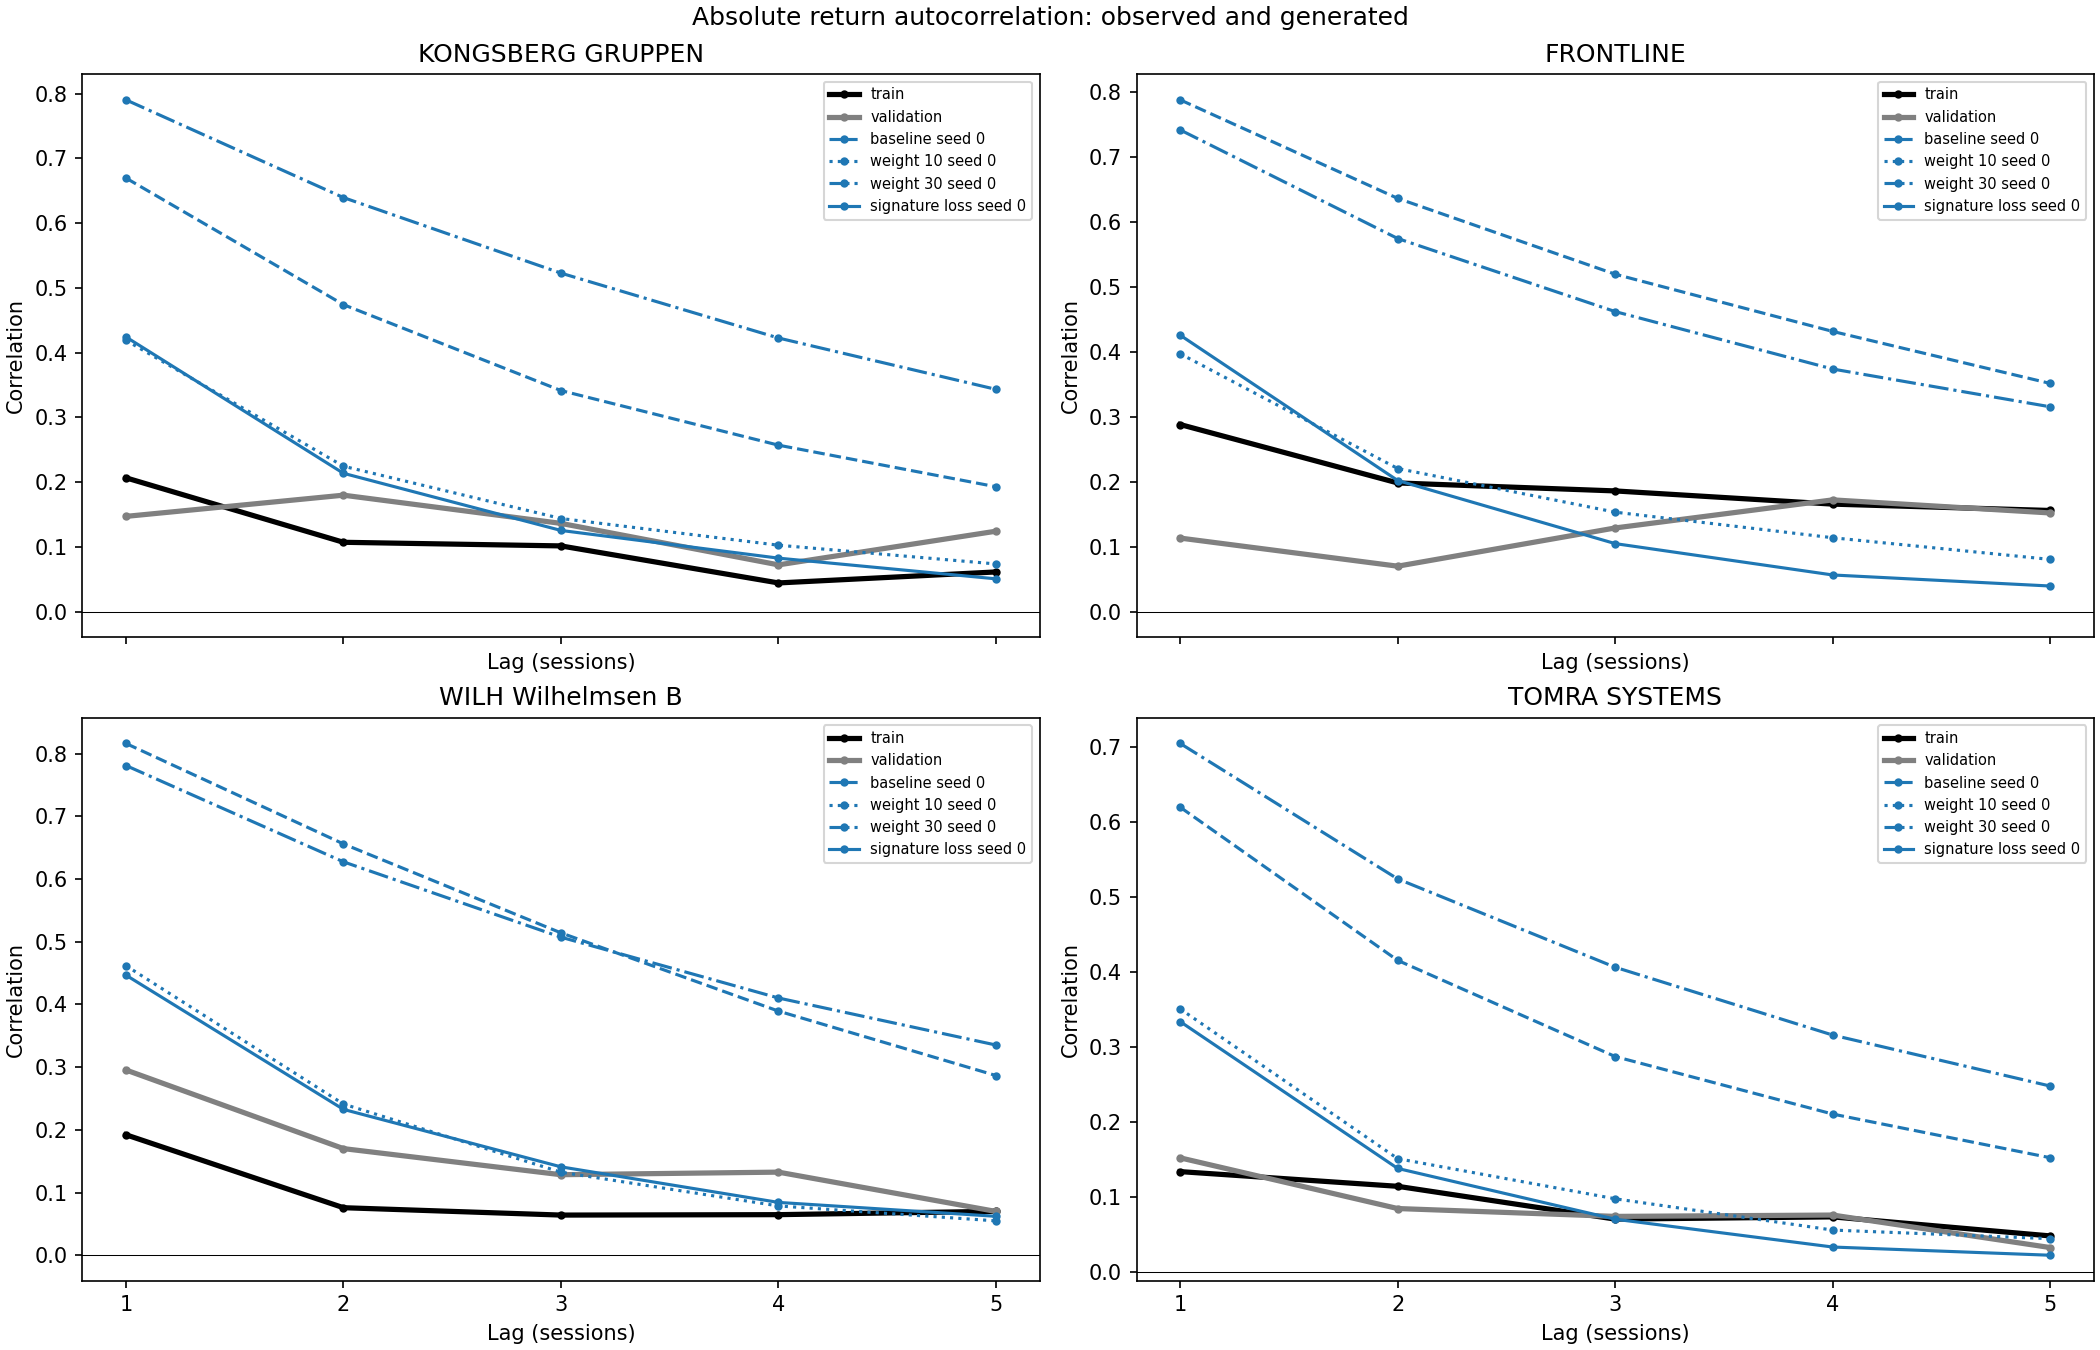 Absolute return autocorrelation: observed and generated
KONGSBERG GRUPPEN
Correlation
0.8
0.7
0.6
0.5
0.4
0.3
0.2
0.1
0.0
train
validation
baseline seed 0
weight 10 seed 0
weight 30 seed 0
signature loss seed 0
Lag (sessions)
FRONTLINE
Correlation
0.8
0.7
0.6
0.5
0.4
0.3
0.2
0.1
0.0
train
validation
baseline seed 0
weight 10 seed 0
weight 30 seed 0
signature loss seed 0
Lag (sessions)
WILH Wilhelmsen B
Correlation
0.8
0.7
0.6
0.5
0.4
0.3
0.2
0.1
0.0
train
validation
baseline seed 0
weight 10 seed 0
weight 30 seed 0
signature loss seed 0
1 2 3 4 5
Lag (sessions)
TOMRA SYSTEMS
Correlation
0.7
0.6
0.5
0.4
0.3
0.2
0.1
0.0
train
validation
baseline seed 0
weight 10 seed 0
weight 30 seed 0
signature loss seed 0
1 2 3 4 5
Lag (sessions)